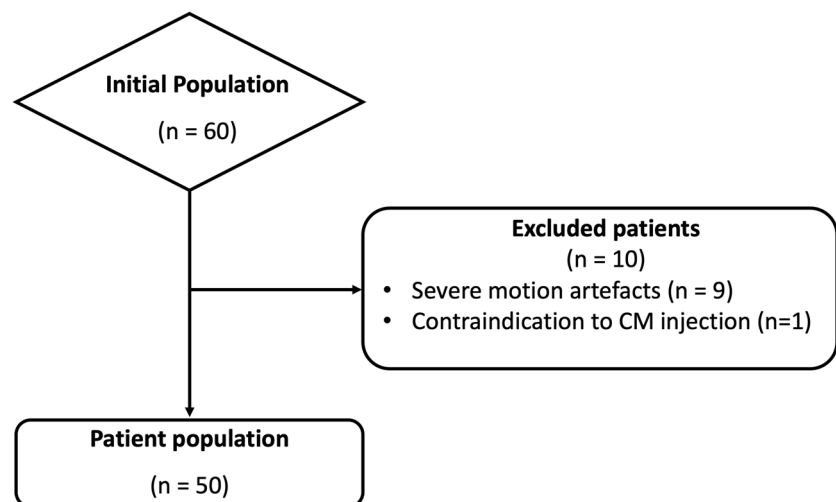 Initial Population
(n = 60)
Excluded patients
(n = 10)
• Severe motion artefacts (n = 9)
• Contraindication to CM injection (n=1)
Patient population
(n = 50)